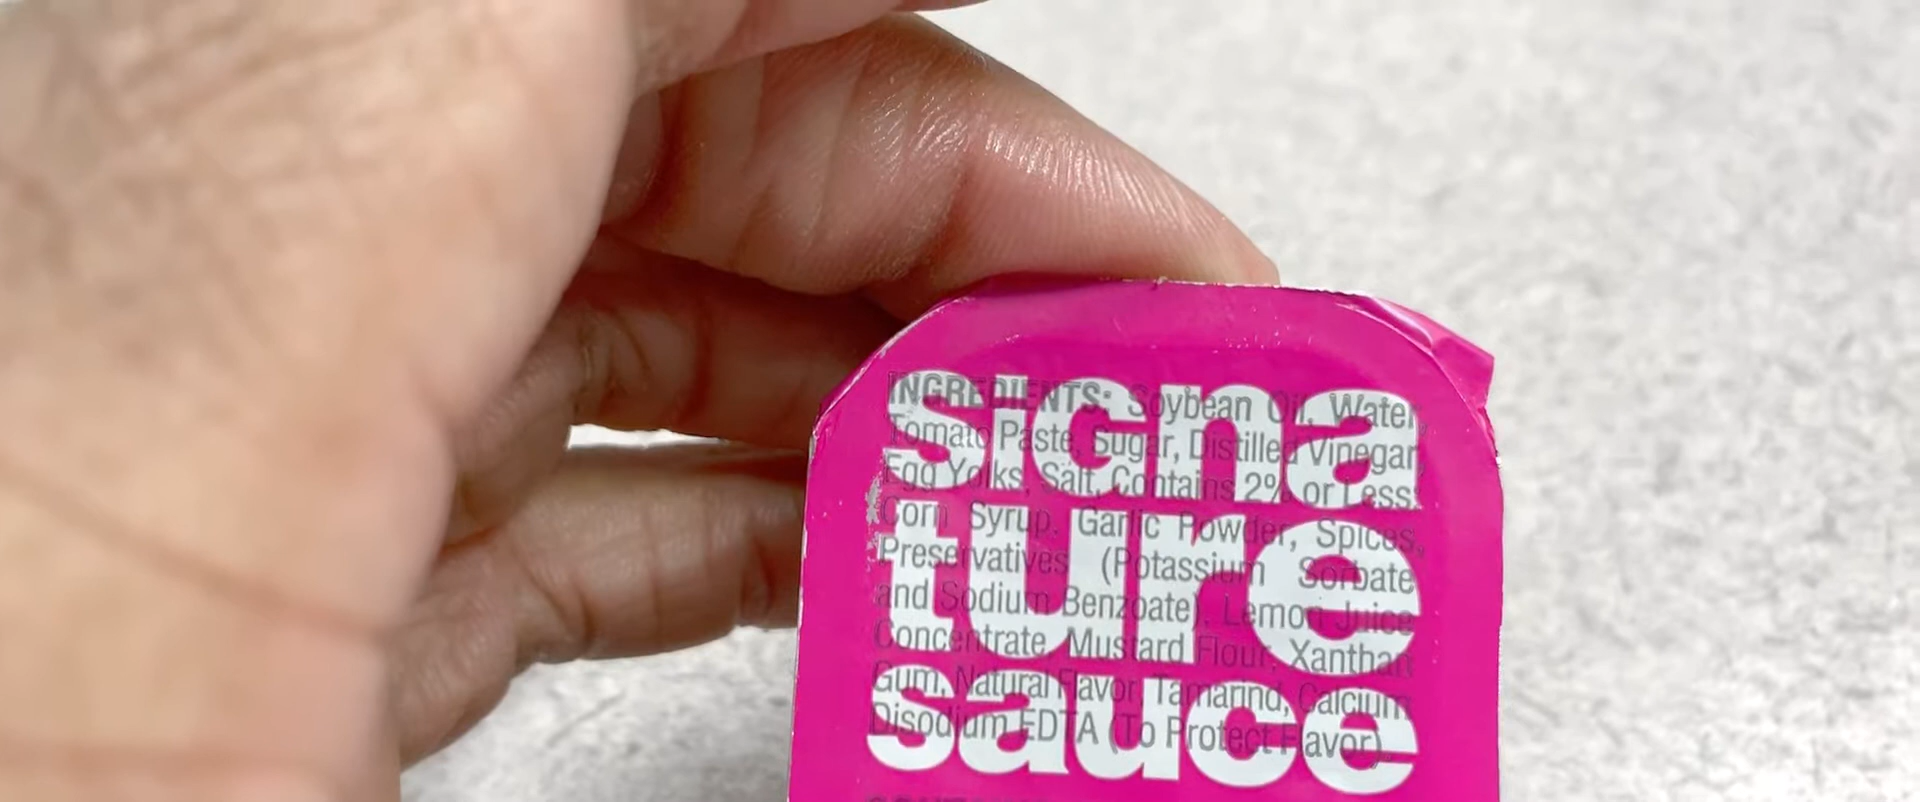 signa
ture
sauce
INGREDIENTS: Soybean Oil, Water,
Tomato Paste, Sugar, Distilled Vinegar,
Egg Yolks, Salt, Contains 2% or Less:
Corn Syrup, Garlic Powder, Spices,
Preservatives (Potassium Sorbate
and Sodium Benzoate), Lemon Juice
Concentrate, Mustard Flour, Xanthan
Gum, Natural Flavor, Tamarind, Calcium
Disodium EDTA (To Protect Flavor).